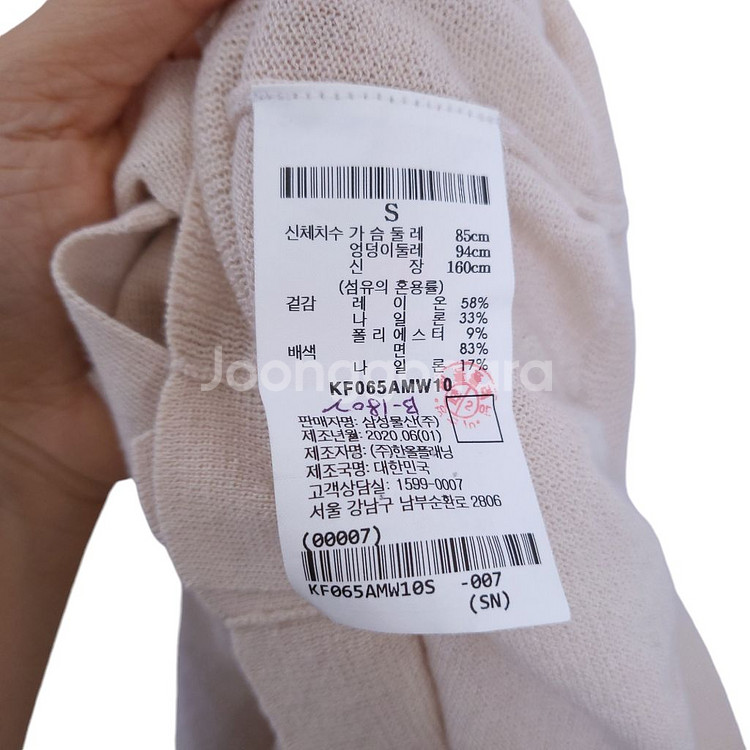 S
신체치수 가 슴 둘 레 85cm
엉덩이둘레 94cm
신 장 160cm
(섬유의 혼용률)
겉감 레 이 온 58%
나 일 론 33%
폴 리 에 스 터 9%
배색 면 83%
나 일 론 17%
Joonggonara
KF065AMW10
B-1807
판매자명: 삼성물산(주)
제조년월: 2020.06(01)
제조자명: (주)한올플래닝
제조국명: 대한민국
고객상담실: 1599-0007
서울 강남구 남부순환로 2806
(00007)
KF065AMW10S -007
(SN)